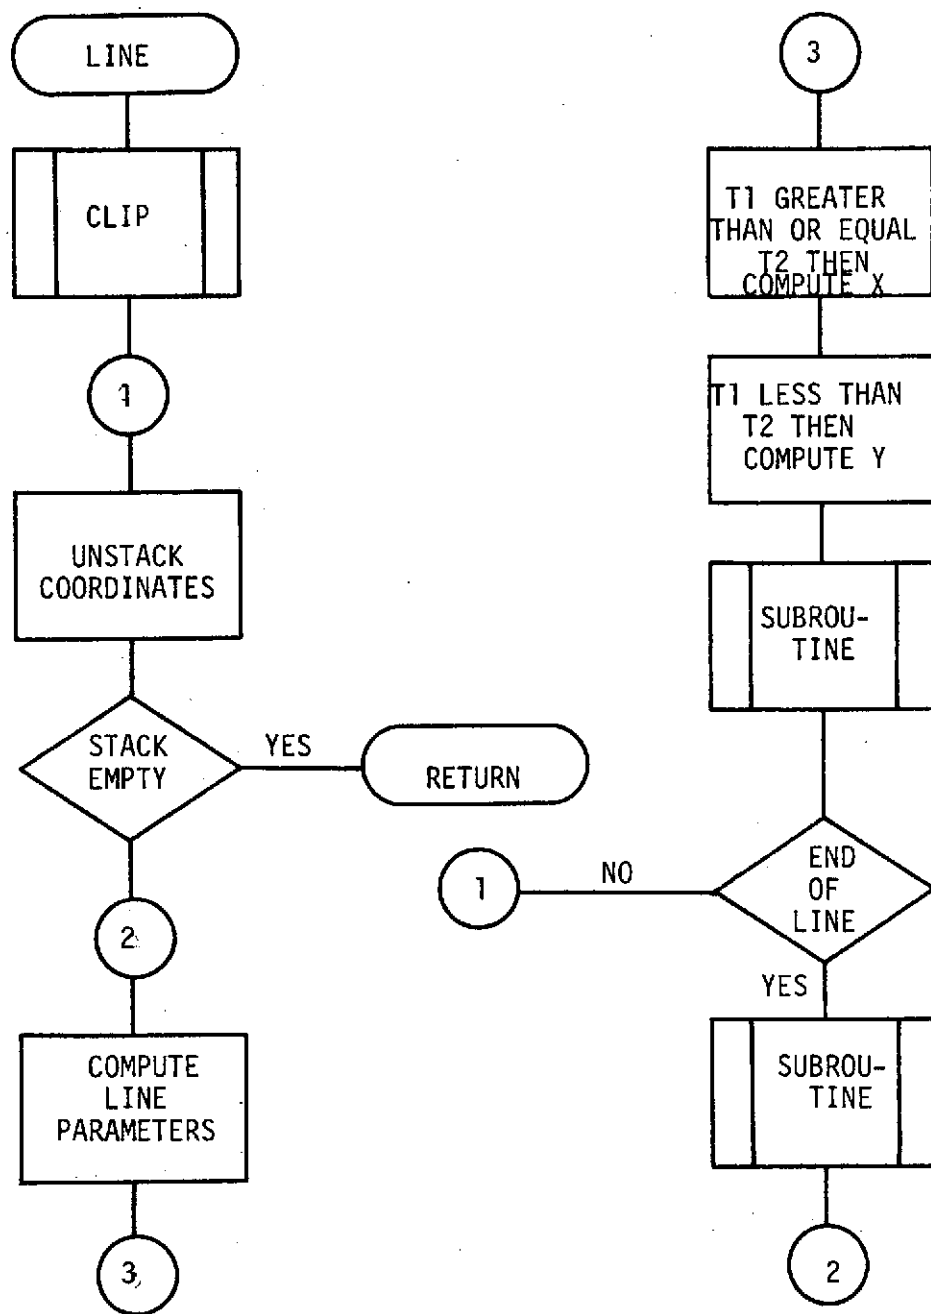 LINE
CLIP
1
UNSTACK
COORDINATES
STACK
EMPTY
YES
RETURN
2
COMPUTE
LINE
PARAMETERS
3
3
T1 GREATER
THAN OR EQUAL
T2 THEN
COMPUTE X
T1 LESS THAN
T2 THEN
COMPUTE Y
SUBROU-
TINE
END
OF
LINE
NO
1
YES
SUBROU-
TINE
2